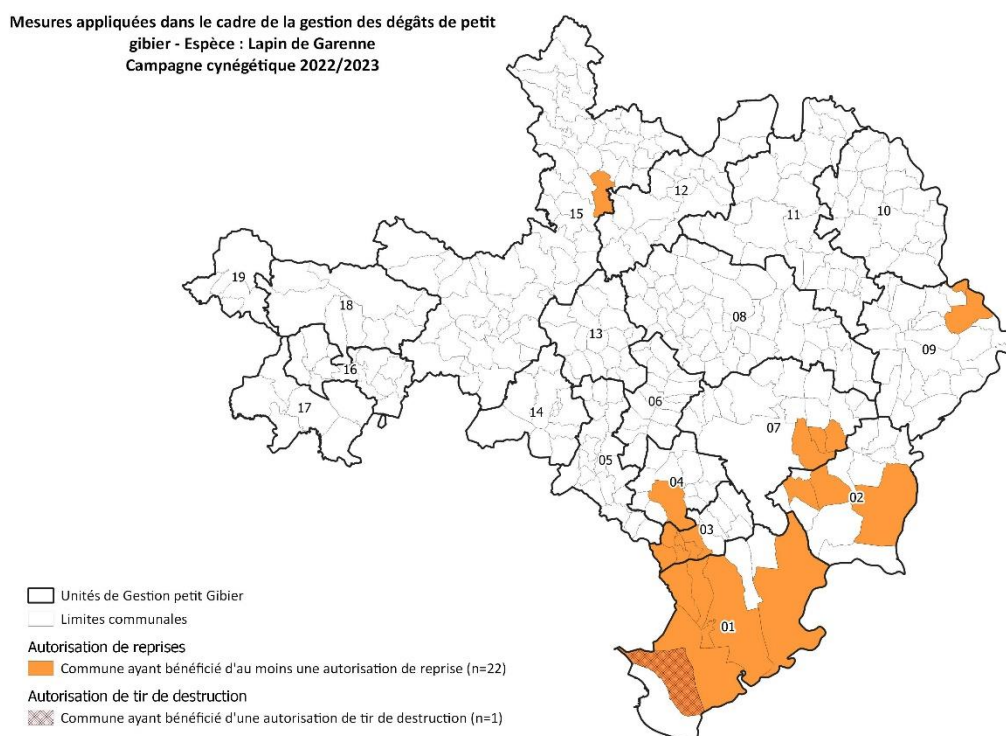 Mesures appliquées dans le cadre de la gestion des dégâts de petit
gibier - Espèce : Lapin de Garenne
Campagne cynégétique 2022/2023
10
12
11
15
19
18
08
13
09
16
06
17
14
07
05
04
02
03
01
Unités de Gestion petit Gibier
Limites communales
Autorisation de reprises
Commune ayant bénéficié d'au moins une autorisation de reprise (n=22)
Autorisation de tir de destruction
Commune ayant bénéficié d'une autorisation de tir de destruction (n=1)